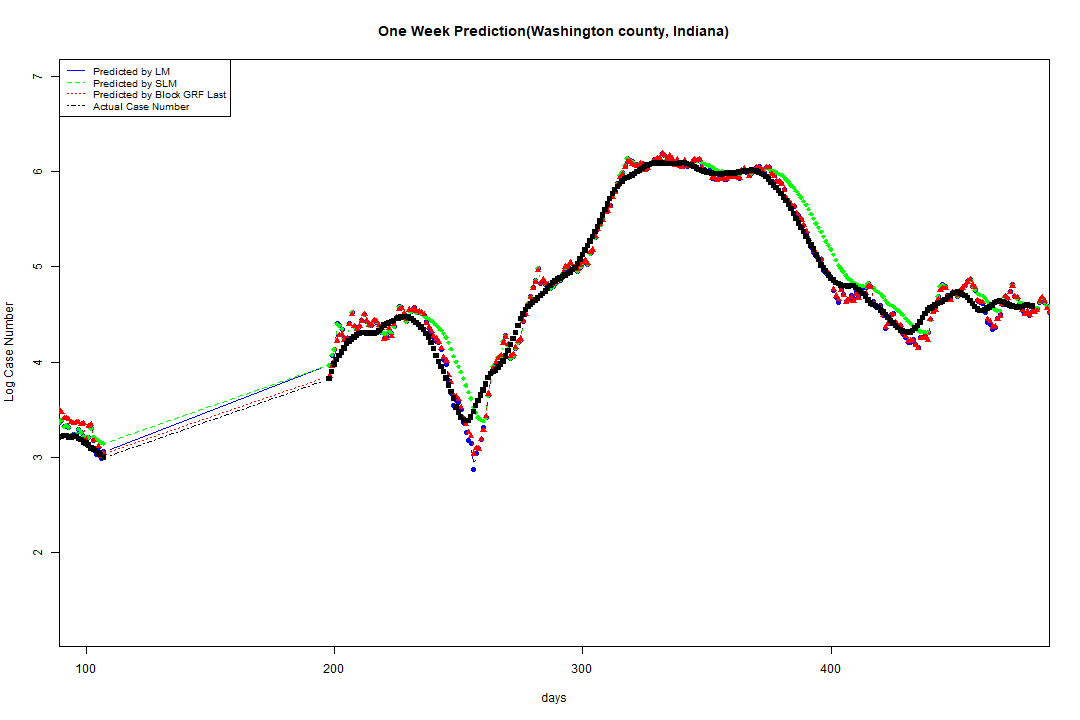 One Week Prediction(Washington county, Indiana)
Predicted by LM
Predicted by SLM
Predicted by Block GRF Last
Actual Case Number
7
6
5
4
3
2
Log Case Number
100
200
300
400
days